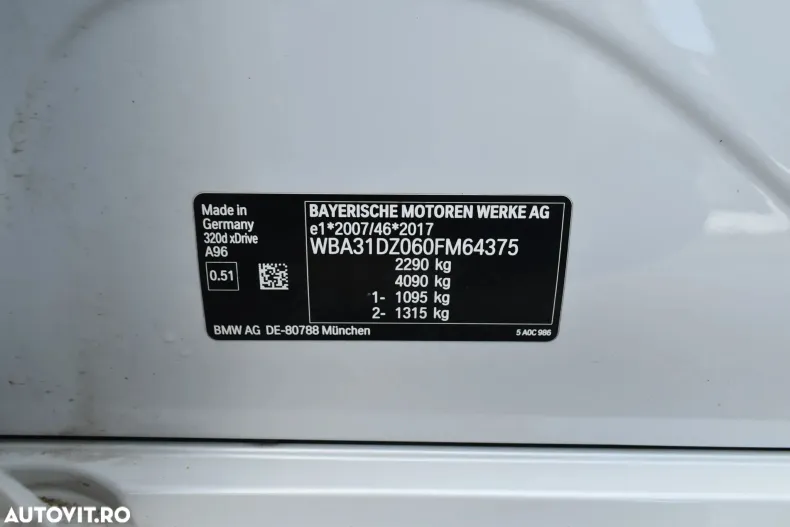 Made in
Germany
320d xDrive
A96
0.51
BAYERISCHE MOTOREN WERKE AG
e1*2007/46*2017
WBA31DZ060FM64375
2290 kg
4090 kg
1- 1095 kg
2- 1315 kg
BMW AG DE-80788 München
5 A0C 986
AUTOVIT.RO